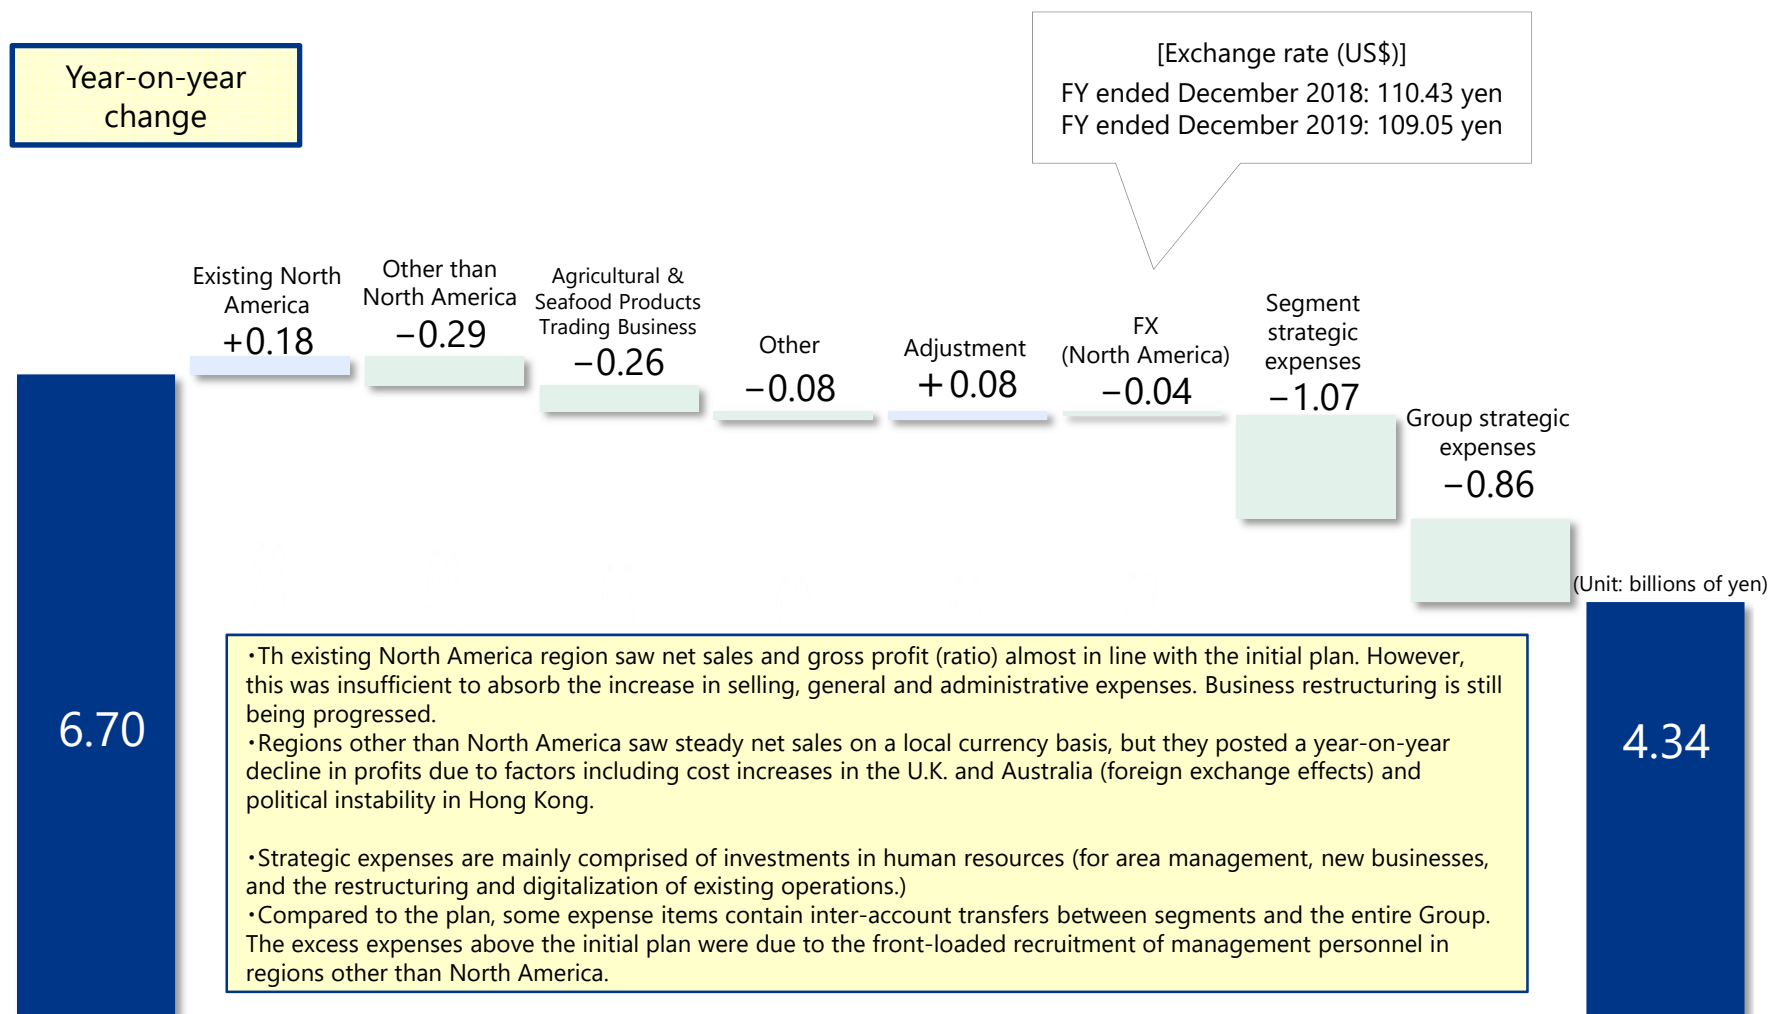 Year-on-year
change
[Exchange rate (US$)]
FY ended December 2018: 110.43 yen
FY ended December 2019: 109.05 yen
Existing North
America
+0.18
Other than
North America
−0.29
Agricultural &
Seafood Products
Trading Business
−0.26
Other
−0.08
Adjustment
+0.08
FX
(North America)
−0.04
Segment
strategic
expenses
−1.07
Group strategic
expenses
−0.86
(Unit: billions of yen)
6.70
4.34
・Th existing North America region saw net sales and gross profit (ratio) almost in line with the initial plan. However,
this was insufficient to absorb the increase in selling, general and administrative expenses. Business restructuring is still
being progressed.
・Regions other than North America saw steady net sales on a local currency basis, but they posted a year-on-year
decline in profits due to factors including cost increases in the U.K. and Australia (foreign exchange effects) and
political instability in Hong Kong.
・Strategic expenses are mainly comprised of investments in human resources (for area management, new businesses,
and the restructuring and digitalization of existing operations.)
・Compared to the plan, some expense items contain inter-account transfers between segments and the entire Group.
The excess expenses above the initial plan were due to the front-loaded recruitment of management personnel in
regions other than North America.